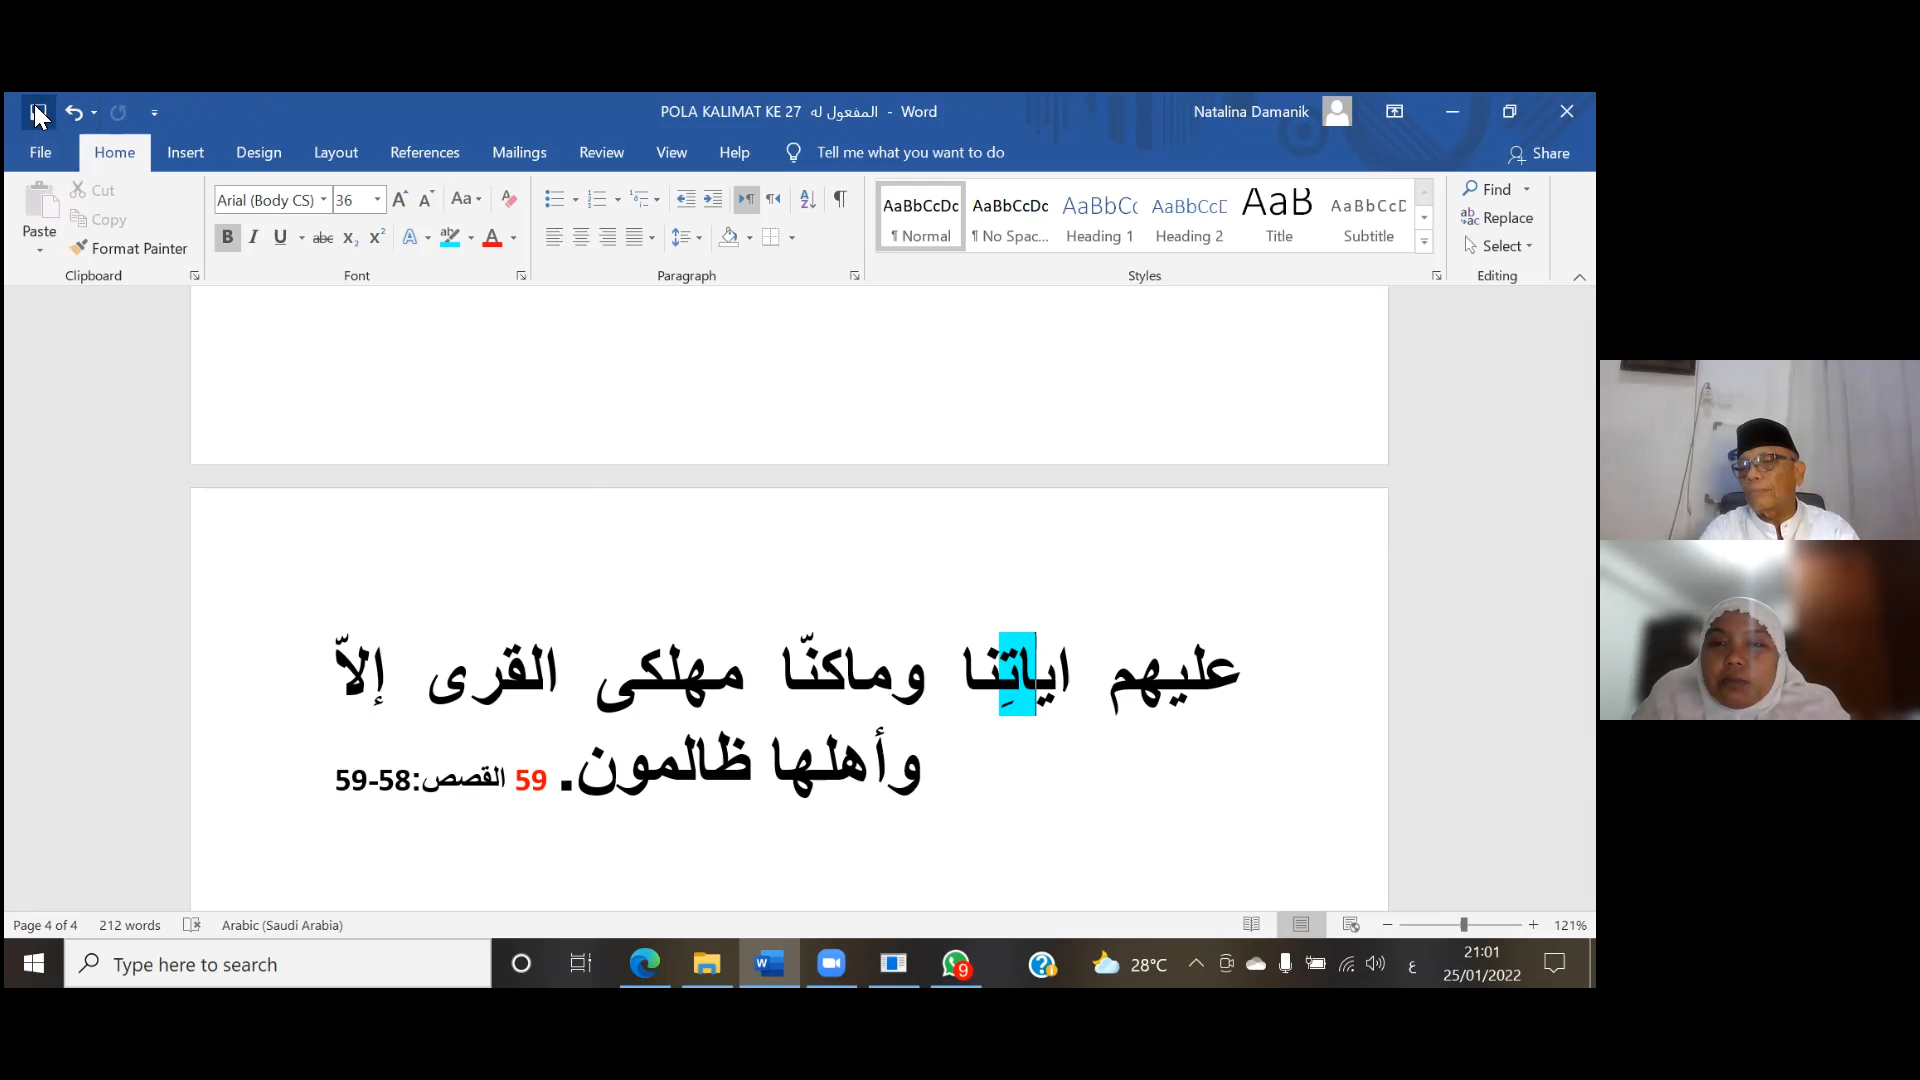 POLA KALIMAT KE 27 المفعول له - Word
Natalina Damanik
File Home Insert Design Layout References Mailings Review View Help Tell me what you want to do Share
Paste
Cut
Copy
Format Painter
Clipboard
Arial (Body CS) 36
Font
Paragraph
AaBbCcDc AaBbCcDc AaBbCc AaBbCcE AaB AaBbCcD
¶ Normal ¶ No Spac... Heading 1 Heading 2 Title Subtitle
Styles
Find
Replace
Select
Editing
عليهم اياتِنا وماكنّا مهلكى القرى إلاّ
وأهلها ظالمون. 59 القصص:58-59
Page 4 of 4 212 words Arabic (Saudi Arabia) 121%
Type here to search
9
28°C
ع
21:01
25/01/2022